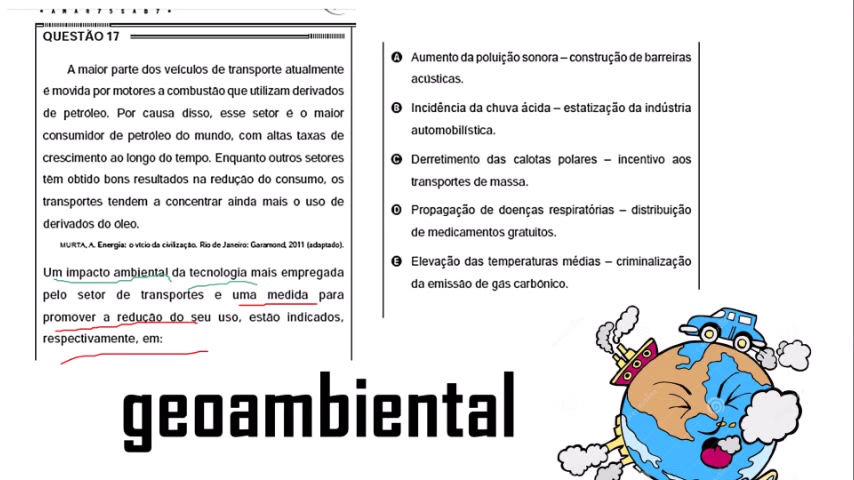 * AMAR75SAB7*
QUESTÃO 17
A maior parte dos veículos de transporte atualmente
é movida por motores a combustão que utilizam derivados
de petróleo. Por causa disso, esse setor é o maior
consumidor de petróleo do mundo, com altas taxas de
crescimento ao longo do tempo. Enquanto outros setores
têm obtido bons resultados na redução do consumo, os
transportes tendem a concentrar ainda mais o uso de
derivados do óleo.
MURTA, A. Energia: o vício da civilização. Rio de Janeiro: Garamond, 2011 (adaptado).
Um impacto ambiental da tecnologia mais empregada
pelo setor de transportes e uma medida para
promover a redução do seu uso, estão indicados,
respectivamente, em:
A Aumento da poluição sonora – construção de barreiras
acústicas.
B Incidência da chuva ácida – estatização da indústria
automobilística.
C Derretimento das calotas polares – incentivo aos
transportes de massa.
D Propagação de doenças respiratórias – distribuição
de medicamentos gratuitos.
E Elevação das temperaturas médias – criminalização
da emissão de gás carbônico.
geoambiental